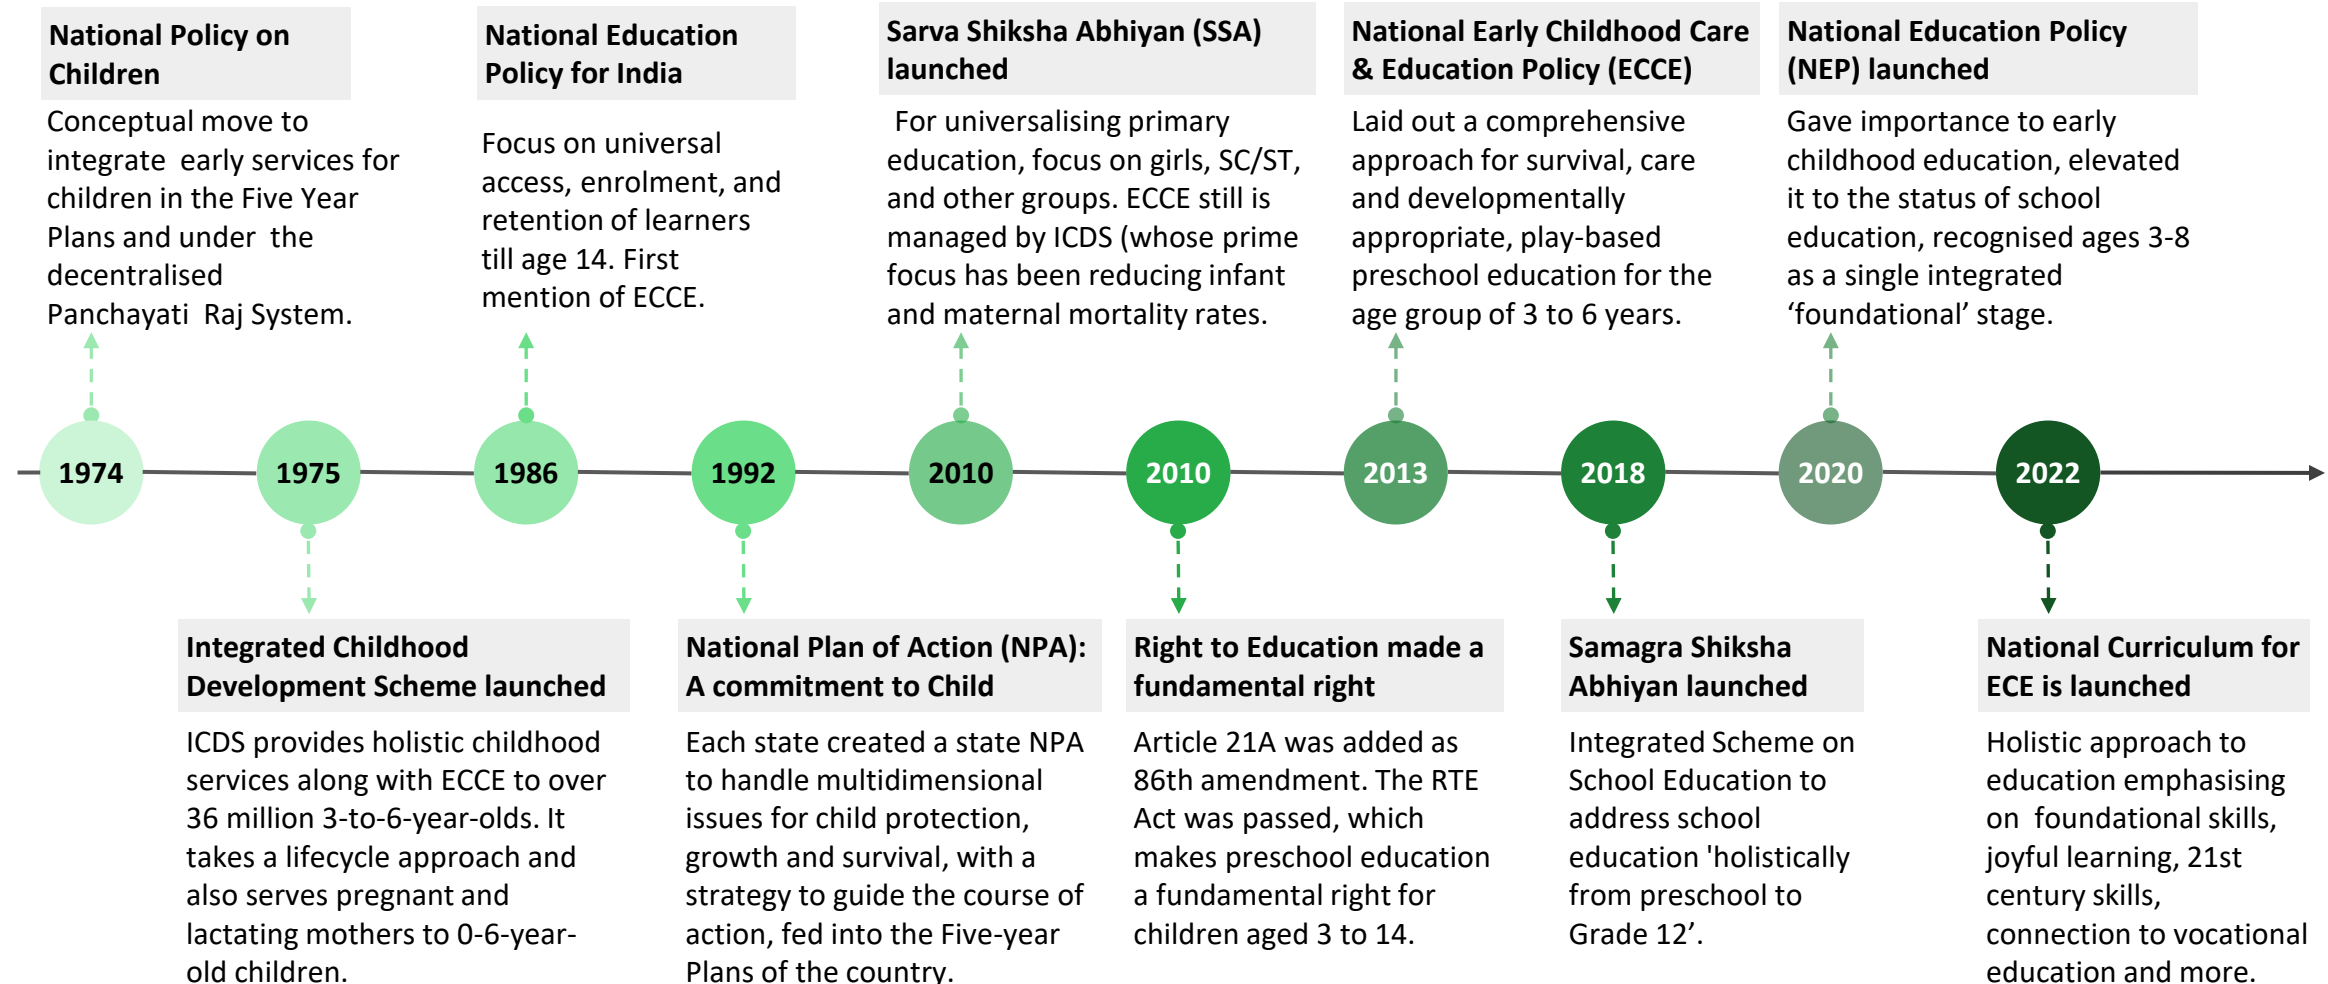 National Policy on
Children
Conceptual move to
integrate early services for
children in the Five Year
Plans and under the
decentralised
Panchayati Raj System.
National Education
Policy for India
Focus on universal
access, enrolment, and
retention of learners
till age 14. First
mention of ECCE.
Sarva Shiksha Abhiyan (SSA)
launched
For universalising primary
education, focus on girls, SC/ST,
and other groups. ECCE still is
managed by ICDS (whose prime
focus has been reducing infant
and maternal mortality rates.
National Early Childhood Care
& Education Policy (ECCE)
Laid out a comprehensive
approach for survival, care
and developmentally
appropriate, play-based
preschool education for the
age group of 3 to 6 years.
National Education Policy
(NEP) launched
Gave importance to early
childhood education, elevated
it to the status of school
education, recognised ages 3-8
as a single integrated
‘foundational’ stage.
1974
1975
1986
1992
2010
2010
2013
2018
2020
2022
Integrated Childhood
Development Scheme launched
ICDS provides holistic childhood
services along with ECCE to over
36 million 3-to-6-year-olds. It
takes a lifecycle approach and
also serves pregnant and
lactating mothers to 0-6-year-
old children.
National Plan of Action (NPA):
A commitment to Child
Each state created a state NPA
to handle multidimensional
issues for child protection,
growth and survival, with a
strategy to guide the course of
action, fed into the Five-year
Plans of the country.
Right to Education made a
fundamental right
Article 21A was added as
86th amendment. The RTE
Act was passed, which
makes preschool education
a fundamental right for
children aged 3 to 14.
Samagra Shiksha
Abhiyan launched
Integrated Scheme on
School Education to
address school
education 'holistically
from preschool to
Grade 12’.
National Curriculum for
ECE is launched
Holistic approach to
education emphasising
on foundational skills,
joyful learning, 21st
century skills,
connection to vocational
education and more.